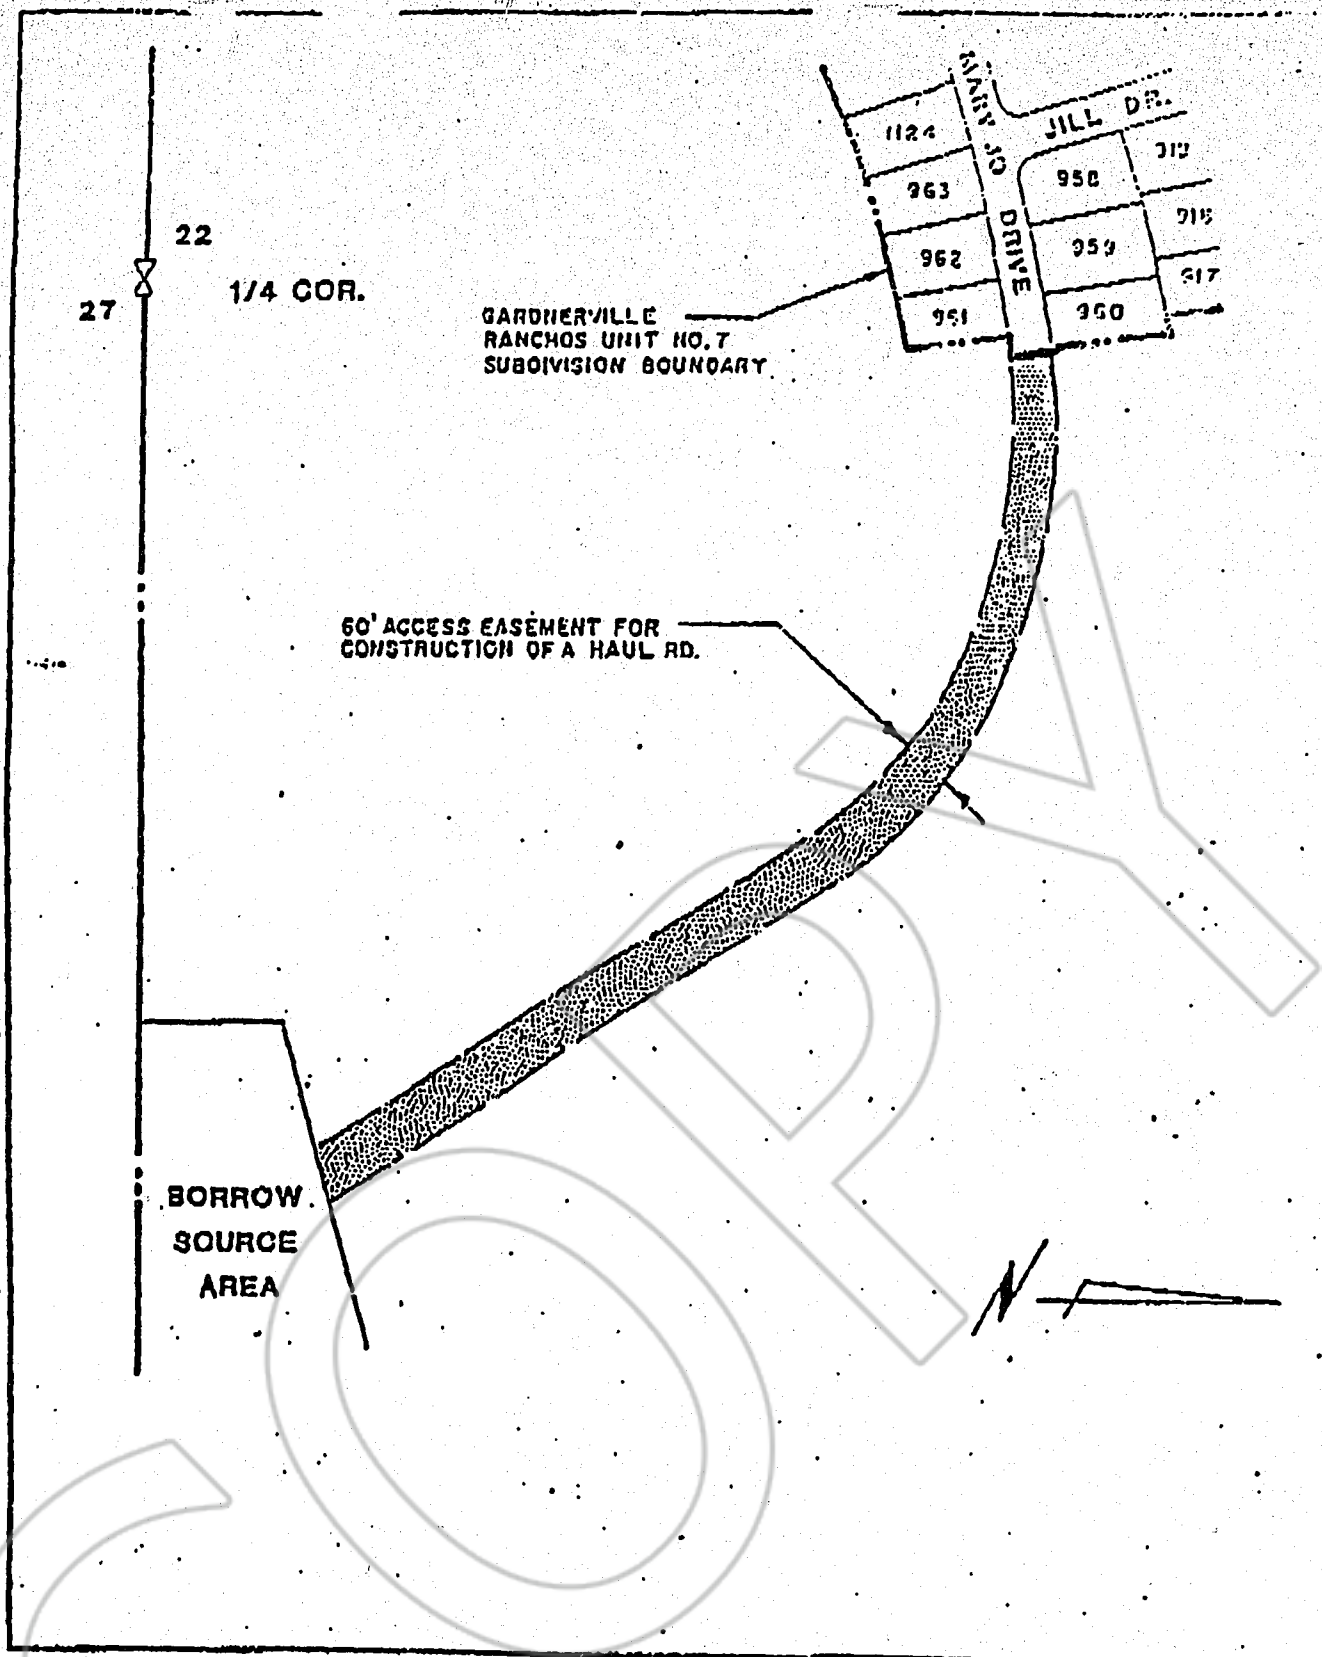 MARY JO DRIVE
JILL DR.
1124
963
962
961
958
959
960
917
22
27
1/4 COR.
GARDNERVILLE
RANCHOS UNIT NO. 7
SUBDIVISION BOUNDARY
60' ACCESS EASEMENT FOR
CONSTRUCTION OF A HAUL RD.
BORROW
SOURCE
AREA
N
COPY